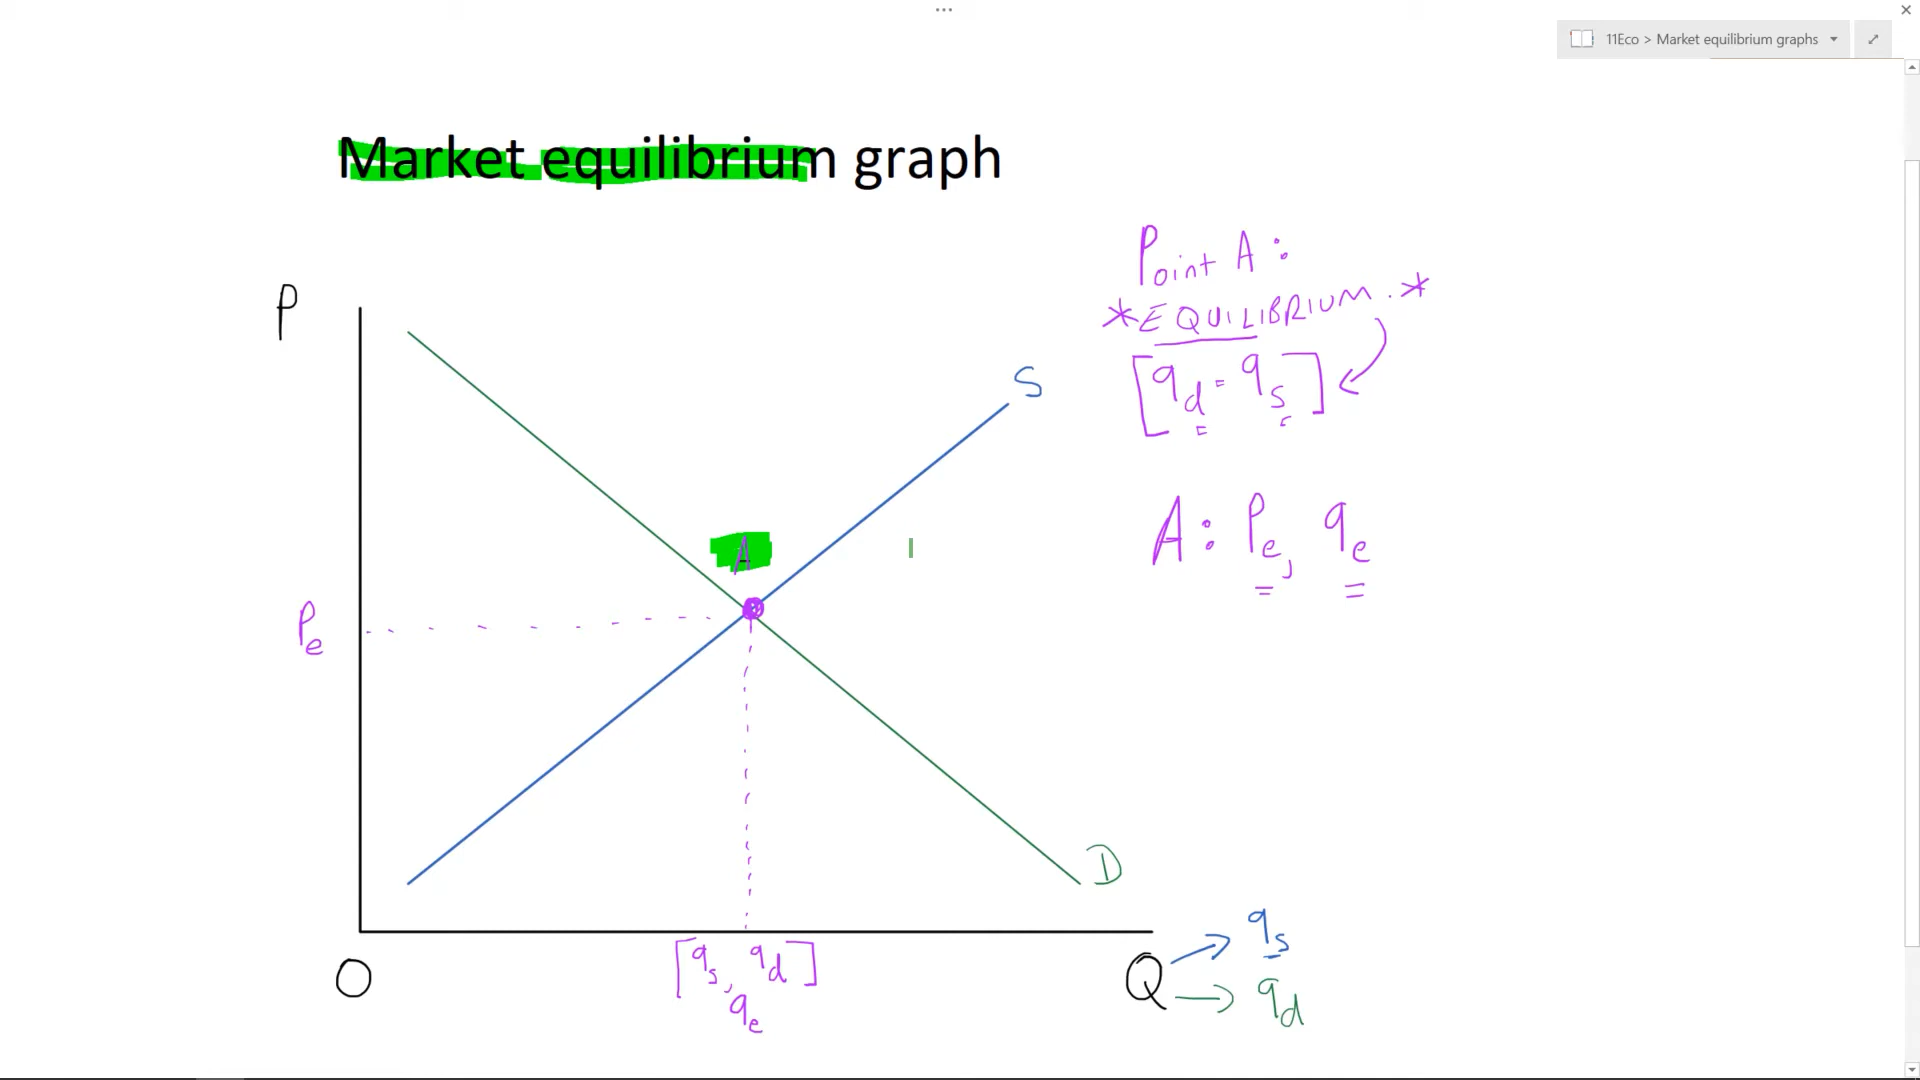 11Eco > Market equilibrium graphs
Market equilibrium graph
Point A:
*EQUILIBRIUM.*
[qd = qs]
A: Pe, qe
P
S
A
Pe
D
O
[qs, qd]
qe
Q
qs
qd